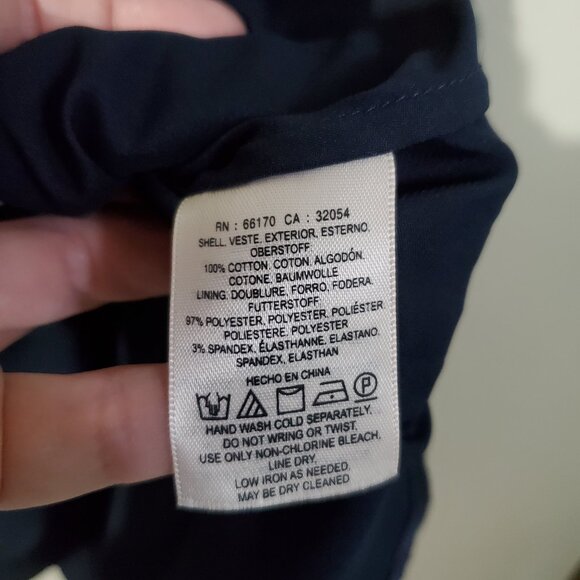 RN : 66170 CA : 32054
SHELL. VESTE. EXTERIOR. ESTERNO.
OBERSTOFF
100% COTTON. COTON. ALGODÓN.
COTONE. BAUMWOLLE
LINING. DOUBLURE. FORRO. FODERA.
FUTTERSTOFF
97% POLYESTER. POLYESTER. POLIÉSTER
POLIESTERE. POLYESTER
3% SPANDEX. ÉLASTHANNE. ELASTANO.
SPANDEX. ELASTHAN
HECHO EN CHINA
P
HAND WASH COLD SEPARATELY.
DO NOT WRING OR TWIST.
USE ONLY NON-CHLORINE BLEACH.
LINE DRY.
LOW IRON AS NEEDED.
MAY BE DRY CLEANED